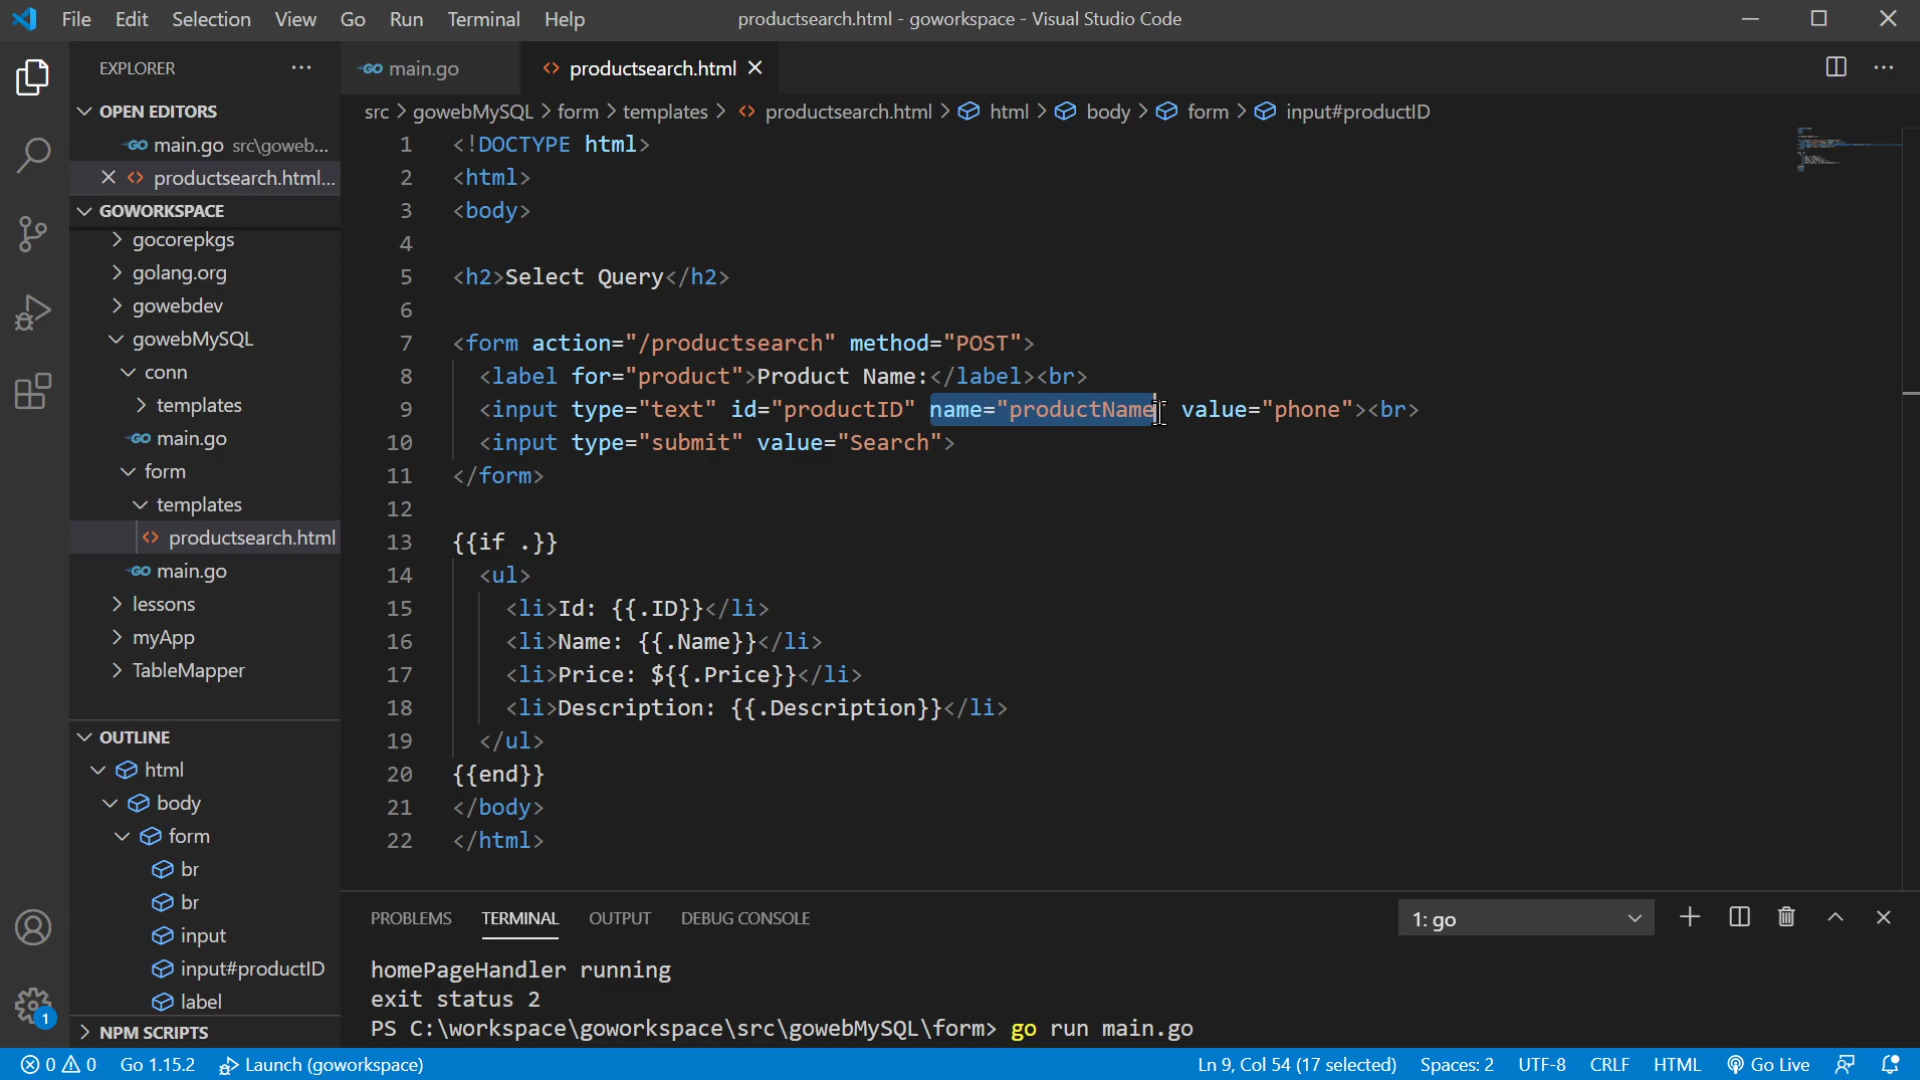 File Edit Selection View Go Run Terminal Help productsearch.html - goworkspace - Visual Studio Code
EXPLORER ···
GO main.go
<> productsearch.html ×
OPEN EDITORS
GO main.go src\goweb...
× <> productsearch.html...
GOWORKSPACE
> gocorepkgs
> golang.org
> gowebdev
gowebMySQL
conn
> templates
GO main.go
form
templates
<> productsearch.html
GO main.go
> lessons
> myApp
> TableMapper
OUTLINE
html
body
form
br
br
input
input#productID
label
> NPM SCRIPTS
src > gowebMySQL > form > templates > <> productsearch.html > html > body > form > input#productID
1 <!DOCTYPE html>
2 <html>
3 <body>
4
5 <h2>Select Query</h2>
6
7 <form action="/productsearch" method="POST">
8 <label for="product">Product Name:</label><br>
9 <input type="text" id="productID" name="productName" value="phone"><br>
10 <input type="submit" value="Search">
11 </form>
12
13 {{if .}}
14 <ul>
15 <li>Id: {{.ID}}</li>
16 <li>Name: {{.Name}}</li>
17 <li>Price: ${{.Price}}</li>
18 <li>Description: {{.Description}}</li>
19 </ul>
20 {{end}}
21 </body>
22 </html>
PROBLEMS TERMINAL OUTPUT DEBUG CONSOLE 1: go
homePageHandler running
exit status 2
PS C:\workspace\goworkspace\src\gowebMySQL\form> go run main.go
1
0 0 Go 1.15.2 Launch (goworkspace) Ln 9, Col 54 (17 selected) Spaces: 2 UTF-8 CRLF HTML Go Live